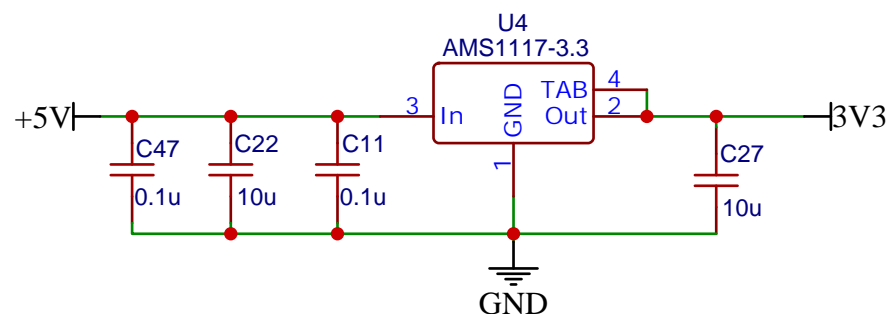 U4
AMS1117-3.3
+5V
3
In
GND
1
TAB
4
Out
2
3V3
C47
0.1u
C22
10u
C11
0.1u
C27
10u
GND